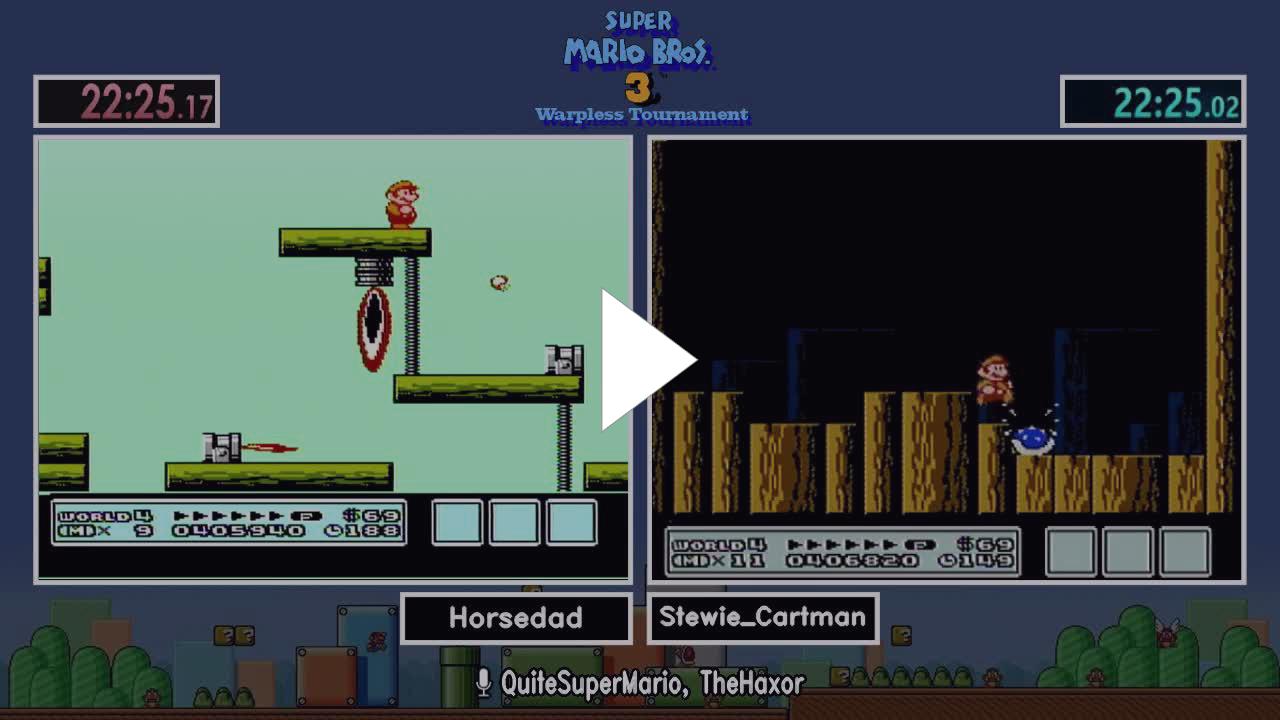 SUPER
MARIO BROS.
3
Warpless Tournament
22:25.17
22:25.02
WORLD 4 P $69
(M)× 9 0405940 188
WORLD 4 P $69
(M)× 11 0406820 149
Horsedad
Stewie_Cartman
QuiteSuperMario, TheHaxor